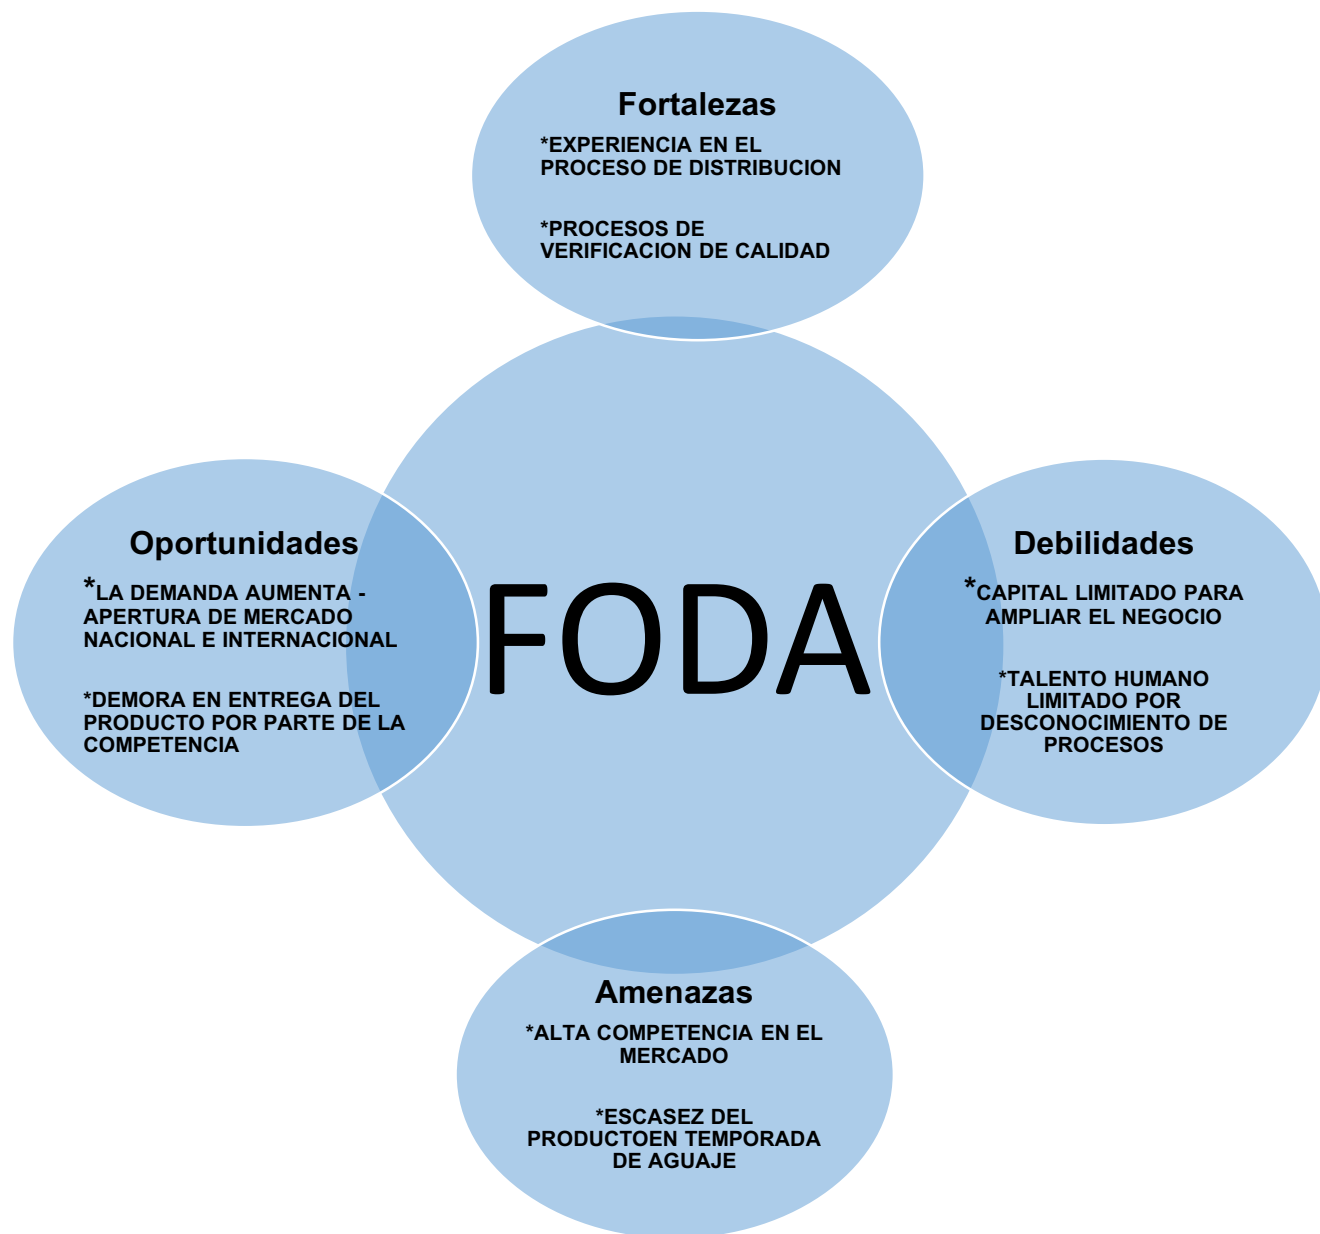 Fortalezas
*EXPERIENCIA EN EL
PROCESO DE DISTRIBUCION
*PROCESOS DE
VERIFICACION DE CALIDAD
Oportunidades
*LA DEMANDA AUMENTA -
APERTURA DE MERCADO
NACIONAL E INTERNACIONAL
*DEMORA EN ENTREGA DEL
PRODUCTO POR PARTE DE LA
COMPETENCIA
FODA
Debilidades
*CAPITAL LIMITADO PARA
AMPLIAR EL NEGOCIO
*TALENTO HUMANO
LIMITADO POR
DESCONOCIMIENTO DE
PROCESOS
Amenazas
*ALTA COMPETENCIA EN EL
MERCADO
*ESCASEZ DEL
PRODUCTOEN TEMPORADA
DE AGUAJE